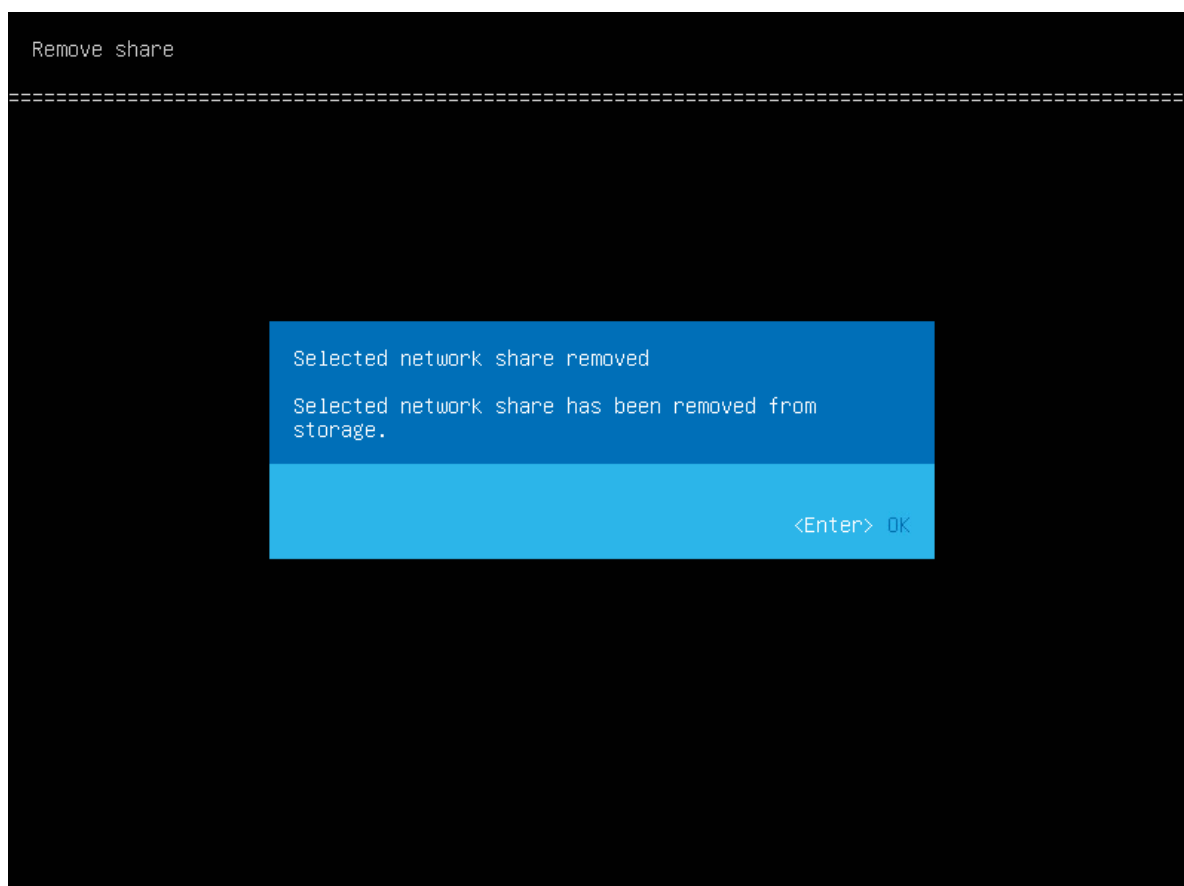 Remove share
===================================================================================================
Selected network share removed
Selected network share has been removed from
storage.
<Enter> OK